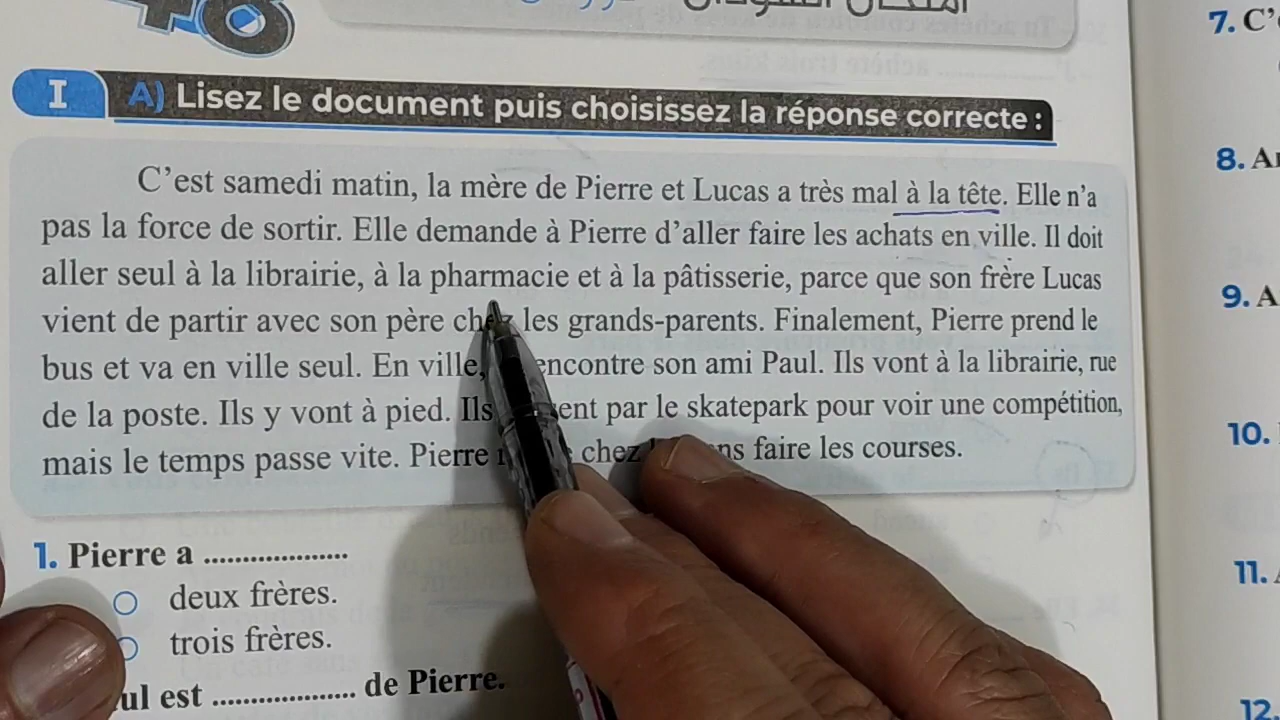 7. C'
I A) Lisez le document puis choisissez la réponse correcte :
C'est samedi matin, la mère de Pierre et Lucas a très mal à la tête. Elle n'a
pas la force de sortir. Elle demande à Pierre d'aller faire les achats en ville. Il doit
aller seul à la librairie, à la pharmacie et à la pâtisserie, parce que son frère Lucas
vient de partir avec son père chez les grands-parents. Finalement, Pierre prend le
bus et va en ville seul. En ville, encontre son ami Paul. Ils vont à la librairie, rue
de la poste. Ils y vont à pied. Ils ent par le skatepark pour voir une compétition,
mais le temps passe vite. Pierre chez ns faire les courses.
1. Pierre a ...................
deux frères.
trois frères.
ul est .................. de Pierre.
8. A
9. A
10.
11.
12